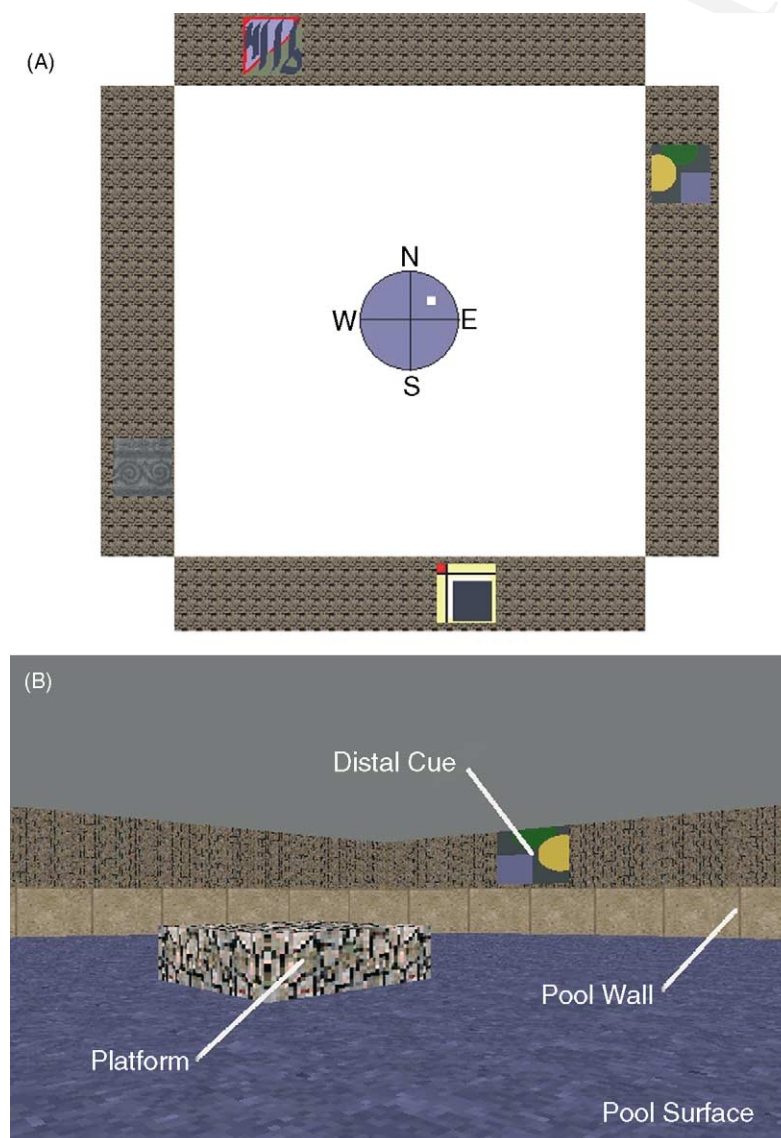 (A)
N
W
E
S
(B)
Distal Cue
Pool Wall
Platform
Pool Surface